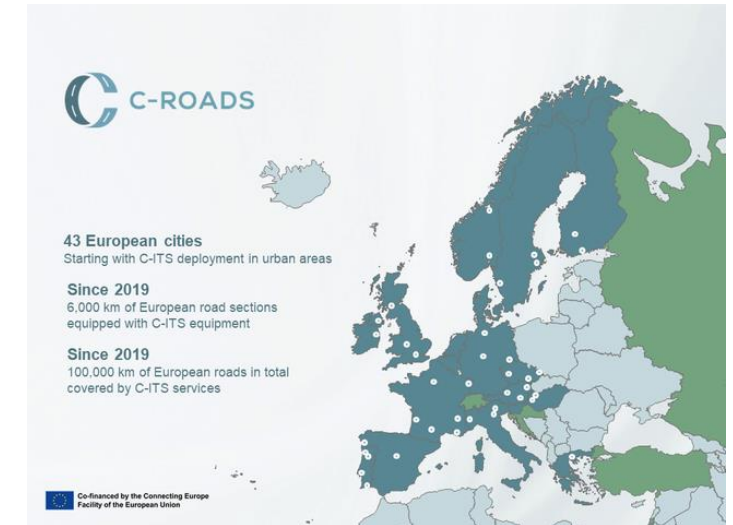 C-ROADS
43 European cities
Starting with C-ITS deployment in urban areas
Since 2019
6,000 km of European road sections
equipped with C-ITS equipment
Since 2019
100,000 km of European roads in total
covered by C-ITS services
Co-financed by the Connecting Europe
Facility of the European Union